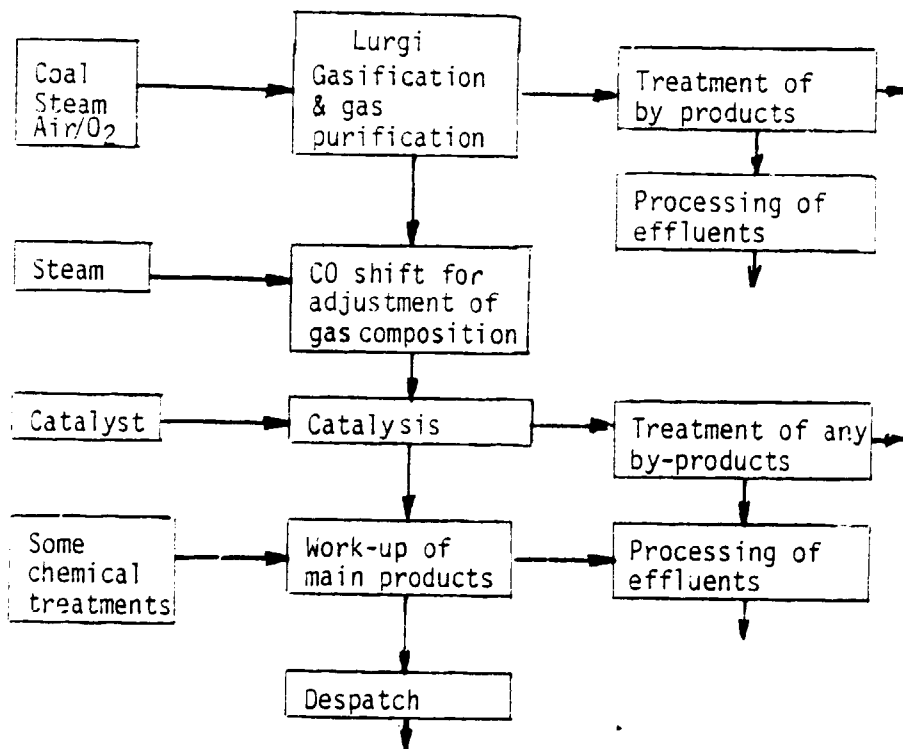 Coal
Steam
Air/O2
Lurgi
Gasification
& gas
purification
Treatment of
by products
Processing of
effluents
Steam
CO shift for
adjustment of
gas composition
Catalyst
Catalysis
Treatment of any
by-products
Some
chemical
treatments
Work-up of
main products
Processing of
effluents
Despatch